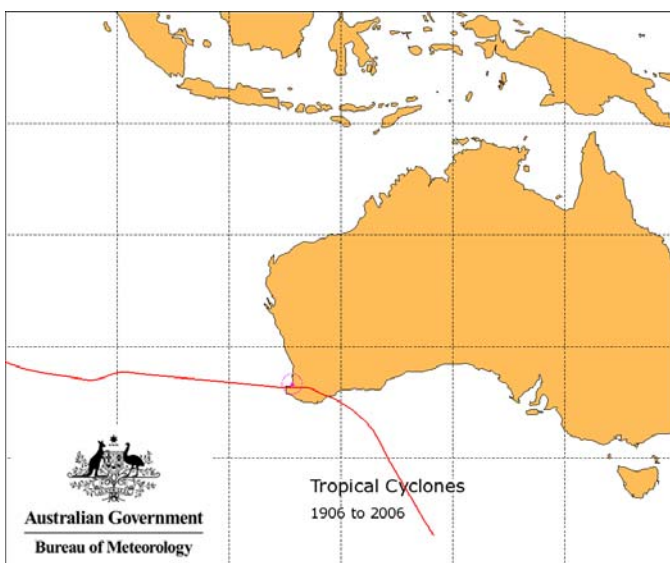 Tropical Cyclones
1906 to 2006
Australian Government
Bureau of Meteorology